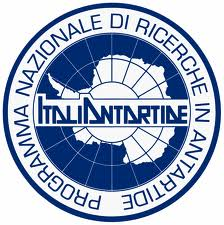 PROGRAMMA NAZIONALE DI RICERCHE IN ANTARTIDE
ITALIANTARTIDE